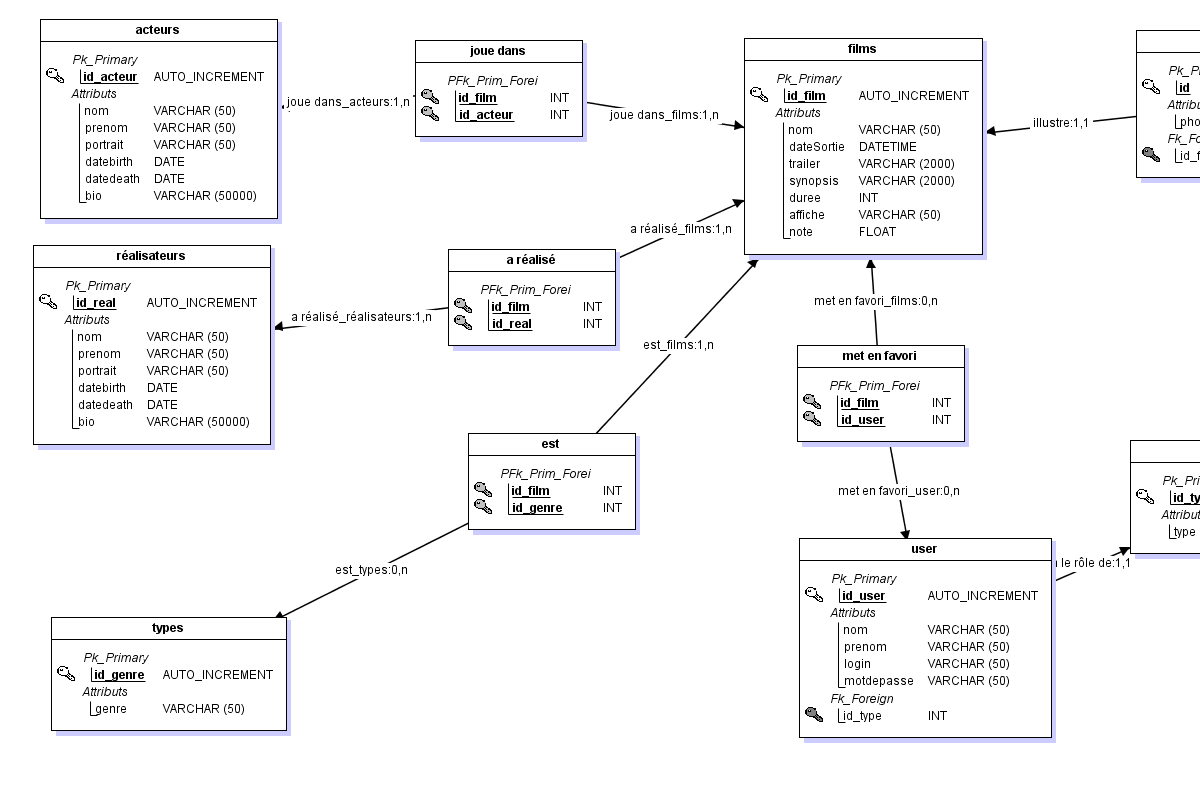 acteurs
Pk_Primary
id_acteur AUTO_INCREMENT
Attributs
nom VARCHAR (50)
prenom VARCHAR (50)
portrait VARCHAR (50)
datebirth DATE
datedeath DATE
bio VARCHAR (50000)
joue dans_acteurs:1,n
joue dans
PFk_Prim_Forei
id_film INT
id_acteur INT
joue dans_films:1,n
films
Pk_Primary
id_film AUTO_INCREMENT
Attributs
nom VARCHAR (50)
dateSortie DATETIME
trailer VARCHAR (2000)
synopsis VARCHAR (2000)
duree INT
affiche VARCHAR (50)
note FLOAT
illustre:1,1
id
réalisateurs
Pk_Primary
id_real AUTO_INCREMENT
Attributs
nom VARCHAR (50)
prenom VARCHAR (50)
portrait VARCHAR (50)
datebirth DATE
datedeath DATE
bio VARCHAR (50000)
a réalisé_réalisateurs:1,n
a réalisé
PFk_Prim_Forei
id_film INT
id_real INT
a réalisé_films:1,n
est_films:1,n
met en favori_films:0,n
met en favori
PFk_Prim_Forei
id_film INT
id_user INT
met en favori_user:0,n
est
PFk_Prim_Forei
id_film INT
id_genre INT
est_types:0,n
types
Pk_Primary
id_genre AUTO_INCREMENT
Attributs
genre VARCHAR (50)
user
Pk_Primary
id_user AUTO_INCREMENT
Attributs
nom VARCHAR (50)
prenom VARCHAR (50)
login VARCHAR (50)
motdepasse VARCHAR (50)
Fk_Foreign
id_type INT
le rôle de:1,1
type